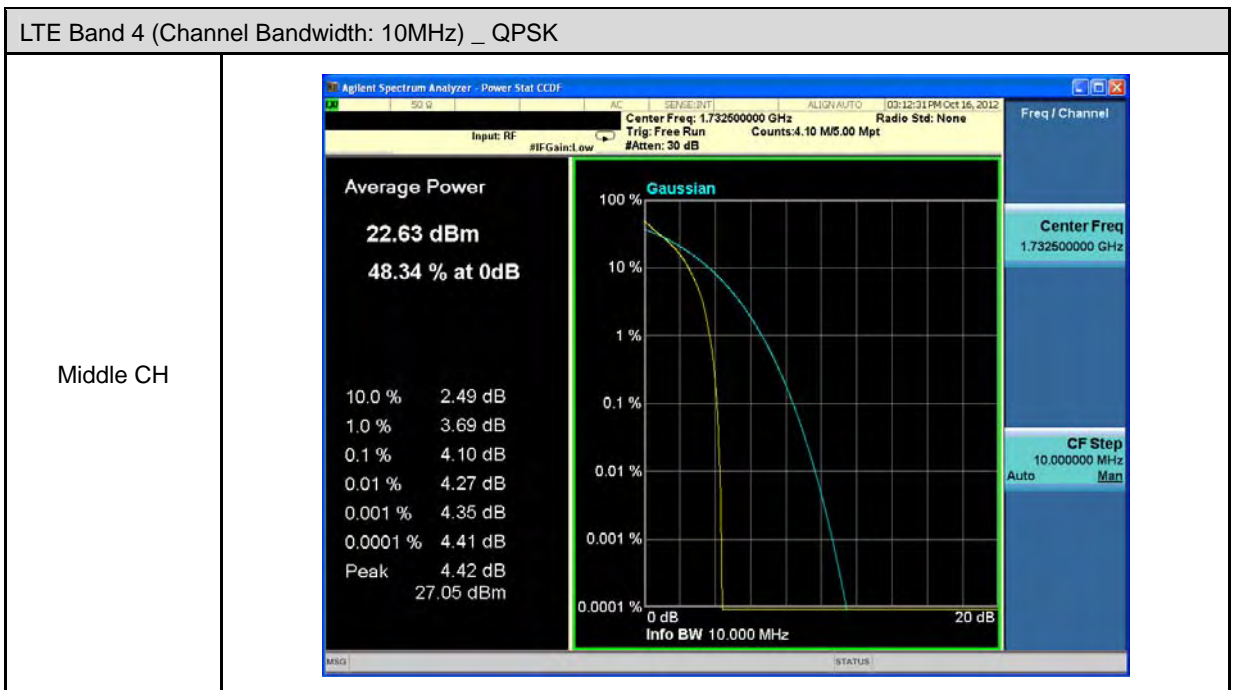 LTE Band 4 (Channel Bandwidth: 10MHz) _ QPSK
Middle CH
Agilent Spectrum Analyzer - Power Stat CCDF
50 Ω AC SENSE:INT ALIGN AUTO 03:12:31 PM Oct 16, 2012
Center Freq: 1.732500000 GHz Radio Std: None
Input: RF Trig: Free Run Counts:4.10 M/5.00 Mpt
#IFGain:Low #Atten: 30 dB
Average Power
22.63 dBm
48.34 % at 0dB
10.0 % 2.49 dB
1.0 % 3.69 dB
0.1 % 4.10 dB
0.01 % 4.27 dB
0.001 % 4.35 dB
0.0001 % 4.41 dB
Peak 4.42 dB
27.05 dBm
Gaussian
100 %
10 %
1 %
0.1 %
0.01 %
0.001 %
0.0001 %
0 dB 20 dB
Info BW 10.000 MHz
Freq / Channel
Center Freq
1.732500000 GHz
CF Step
10.000000 MHz
Auto Man
MSG STATUS